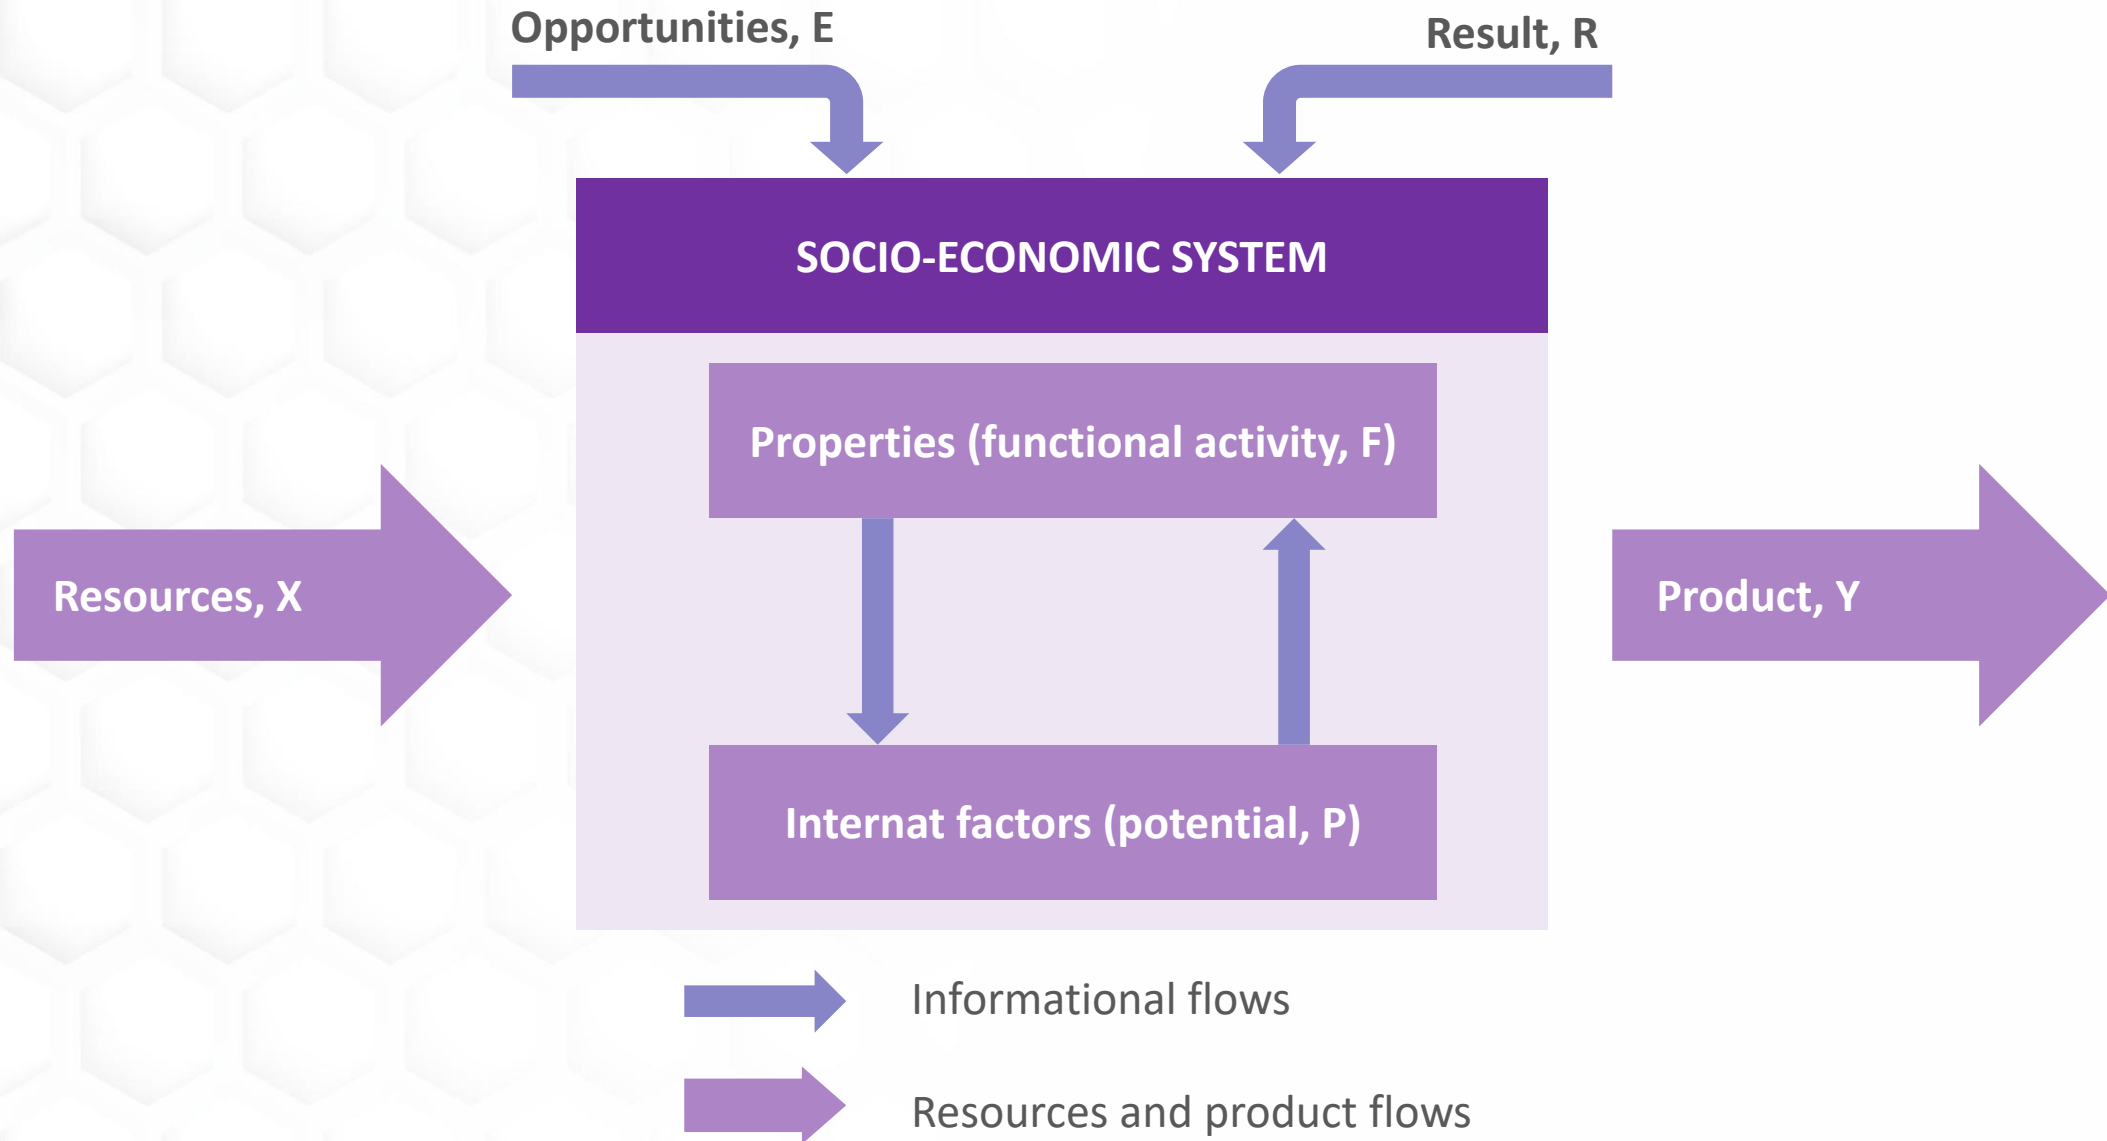 Opportunities, E
Result, R
SOCIO-ECONOMIC SYSTEM
Properties (functional activity, F)
Resources, X
Product, Y
Internat factors (potential, P)
Informational flows
Resources and product flows